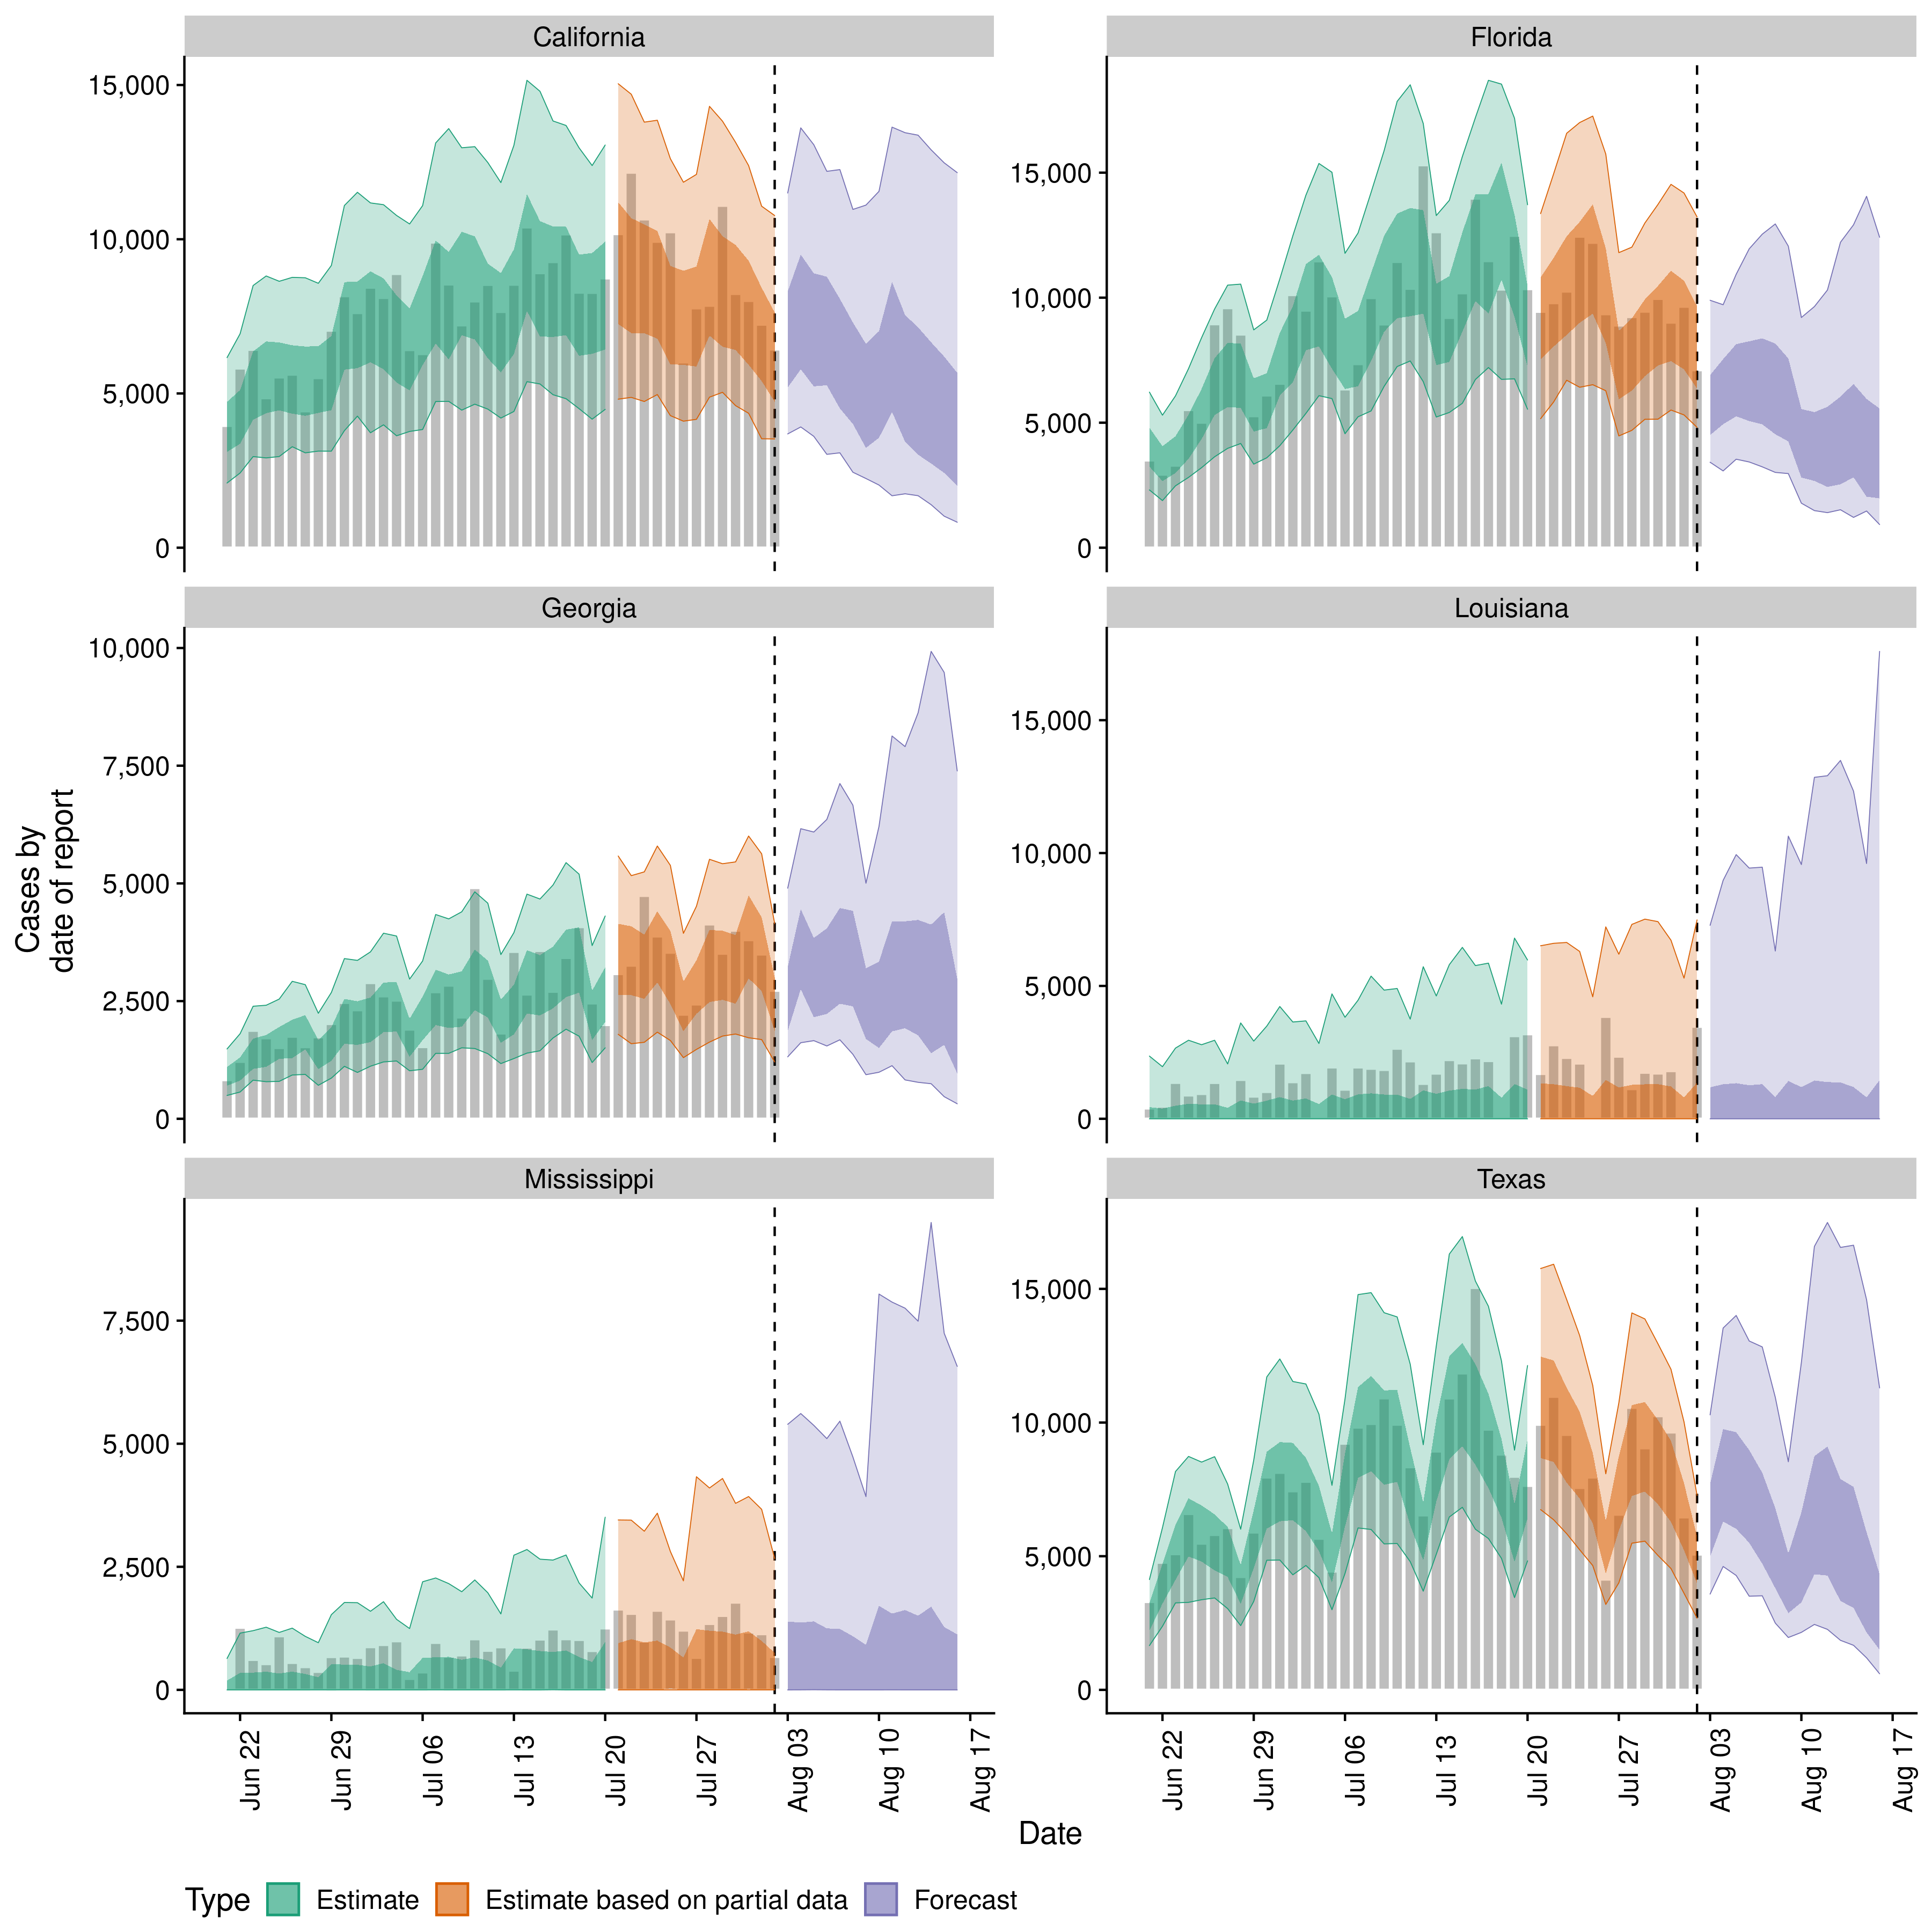 California
Florida
15,000
10,000
5,000
0
15,000
10,000
5,000
0
Georgia
Louisiana
10,000
7,500
5,000
2,500
0
15,000
10,000
5,000
0
Mississippi
Texas
7,500
5,000
2,500
0
15,000
10,000
5,000
0
Cases by
date of report
Jun 22
Jun 29
Jul 06
Jul 13
Jul 20
Jul 27
Aug 03
Aug 10
Aug 17
Jun 22
Jun 29
Jul 06
Jul 13
Jul 20
Jul 27
Aug 03
Aug 10
Aug 17
Date
Type Estimate Estimate based on partial data Forecast